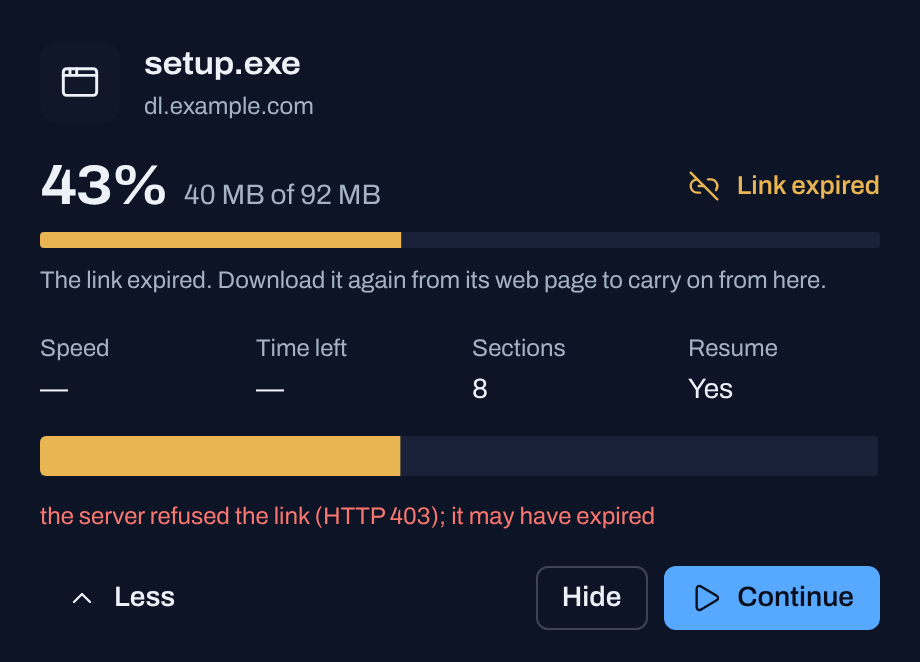 setup.exe
dl.example.com
43% 40 MB of 92 MB
Link expired
The link expired. Download it again from its web page to carry on from here.
Speed Time left Sections Resume
— — 8 Yes
the server refused the link (HTTP 403); it may have expired
Less Hide Continue